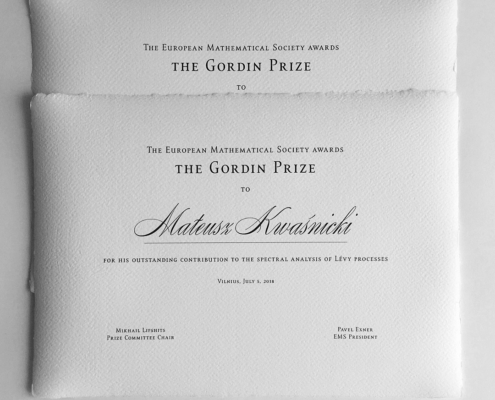 The European Mathematical Society awards
the Gordin Prize
to
The European Mathematical Society awards
the Gordin Prize
to
Mateusz Kwaśnicki
for his outstanding contribution to the spectral analysis of Lévy processes
Vilnius, July 2, 2018
Mikhail Lifshits
Prize Committee Chair
Pavel Exner
EMS President